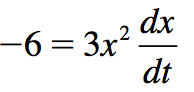 −6 = 3x² dx/dt